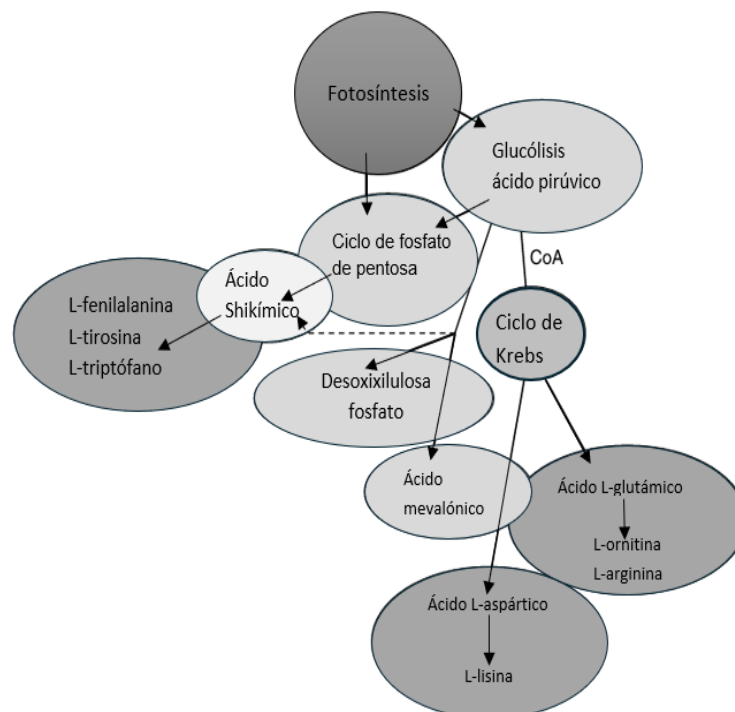 Fotosíntesis
Glucólisis
ácido pirúvico
CoA
Ciclo de fosfato
de pentosa
Ácido
Shikímico
L-fenilalanina
L-tirosina
L-triptófano
Ciclo de
Krebs
Desoxixilulosa
fosfato
Ácido
mevalónico
Ácido L-glutámico
L-ornitina
L-arginina
Ácido L-aspártico
L-lisina